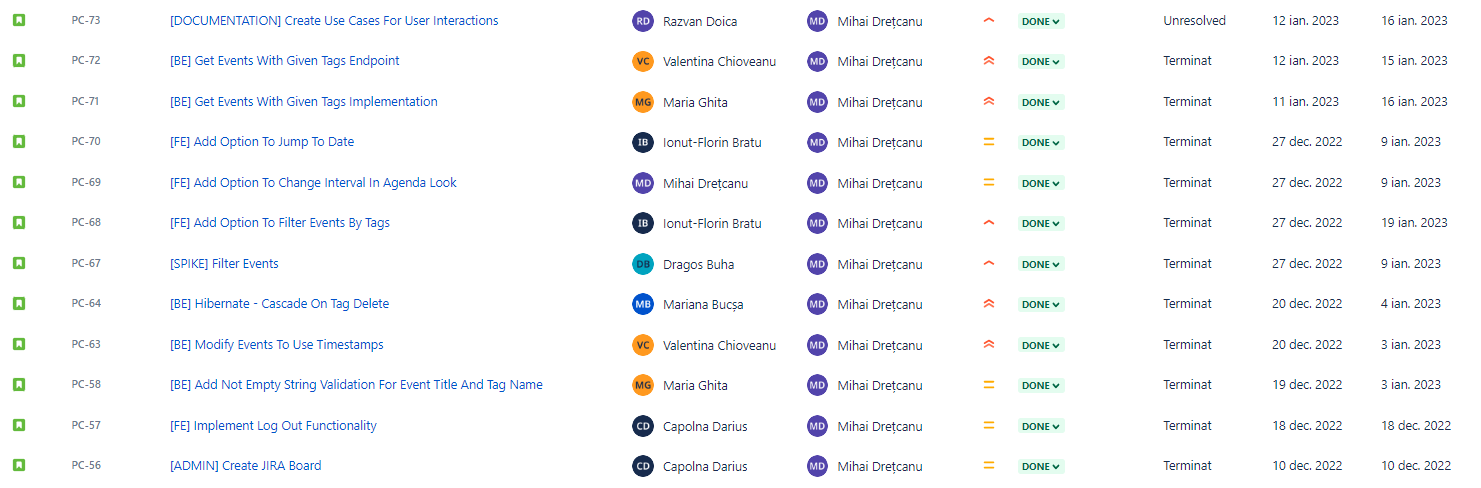 PC-73 [DOCUMENTATION] Create Use Cases For User Interactions RD Razvan Doica MD Mihai Drețcanu DONE Unresolved 12 ian. 2023 16 ian. 2023
PC-72 [BE] Get Events With Given Tags Endpoint VC Valentina Chioveanu MD Mihai Drețcanu DONE Terminat 12 ian. 2023 15 ian. 2023
PC-71 [BE] Get Events With Given Tags Implementation MG Maria Ghita MD Mihai Drețcanu DONE Terminat 11 ian. 2023 16 ian. 2023
PC-70 [FE] Add Option To Jump To Date IB Ionut-Florin Bratu MD Mihai Drețcanu DONE Terminat 27 dec. 2022 9 ian. 2023
PC-69 [FE] Add Option To Change Interval In Agenda Look MD Mihai Drețcanu MD Mihai Drețcanu DONE Terminat 27 dec. 2022 9 ian. 2023
PC-68 [FE] Add Option To Filter Events By Tags IB Ionut-Florin Bratu MD Mihai Drețcanu DONE Terminat 27 dec. 2022 19 ian. 2023
PC-67 [SPIKE] Filter Events DB Dragos Buha MD Mihai Drețcanu DONE Terminat 27 dec. 2022 9 ian. 2023
PC-64 [BE] Hibernate - Cascade On Tag Delete MB Mariana Bucșa MD Mihai Drețcanu DONE Terminat 20 dec. 2022 4 ian. 2023
PC-63 [BE] Modify Events To Use Timestamps VC Valentina Chioveanu MD Mihai Drețcanu DONE Terminat 20 dec. 2022 3 ian. 2023
PC-58 [BE] Add Not Empty String Validation For Event Title And Tag Name MG Maria Ghita MD Mihai Drețcanu DONE Terminat 19 dec. 2022 3 ian. 2023
PC-57 [FE] Implement Log Out Functionality CD Capolna Darius MD Mihai Drețcanu DONE Terminat 18 dec. 2022 18 dec. 2022
PC-56 [ADMIN] Create JIRA Board CD Capolna Darius MD Mihai Drețcanu DONE Terminat 10 dec. 2022 10 dec. 2022